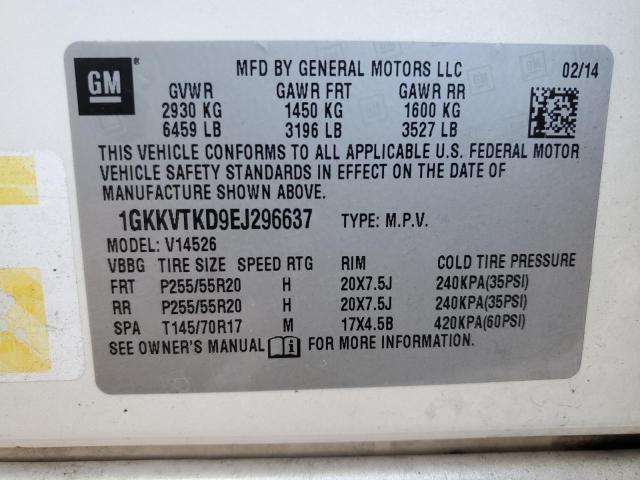 GM
MFD BY GENERAL MOTORS LLC 02/14
GVWR GAWR FRT GAWR RR
2930 KG 1450 KG 1600 KG
6459 LB 3196 LB 3527 LB
THIS VEHICLE CONFORMS TO ALL APPLICABLE U.S. FEDERAL MOTOR
VEHICLE SAFETY STANDARDS IN EFFECT ON THE DATE OF
MANUFACTURE SHOWN ABOVE.
1GKKVTKD9EJ296637 TYPE: M.P.V.
MODEL: V14526
VBBG TIRE SIZE SPEED RTG RIM COLD TIRE PRESSURE
FRT P255/55R20 H 20X7.5J 240KPA(35PSI)
RR P255/55R20 H 20X7.5J 240KPA(35PSI)
SPA T145/70R17 M 17X4.5B 420KPA(60PSI)
SEE OWNER'S MANUAL FOR MORE INFORMATION.